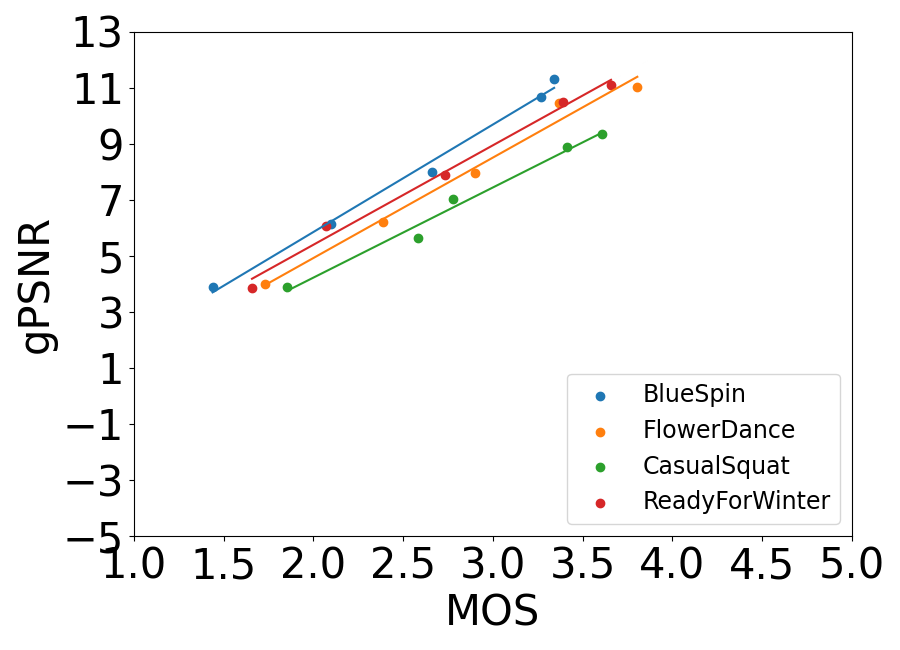 13
11
9
7
5
3
1
−1
−3
−5
gPSNR
1.0 1.5 2.0 2.5 3.0 3.5 4.0 4.5 5.0
MOS
BlueSpin
FlowerDance
CasualSquat
ReadyForWinter